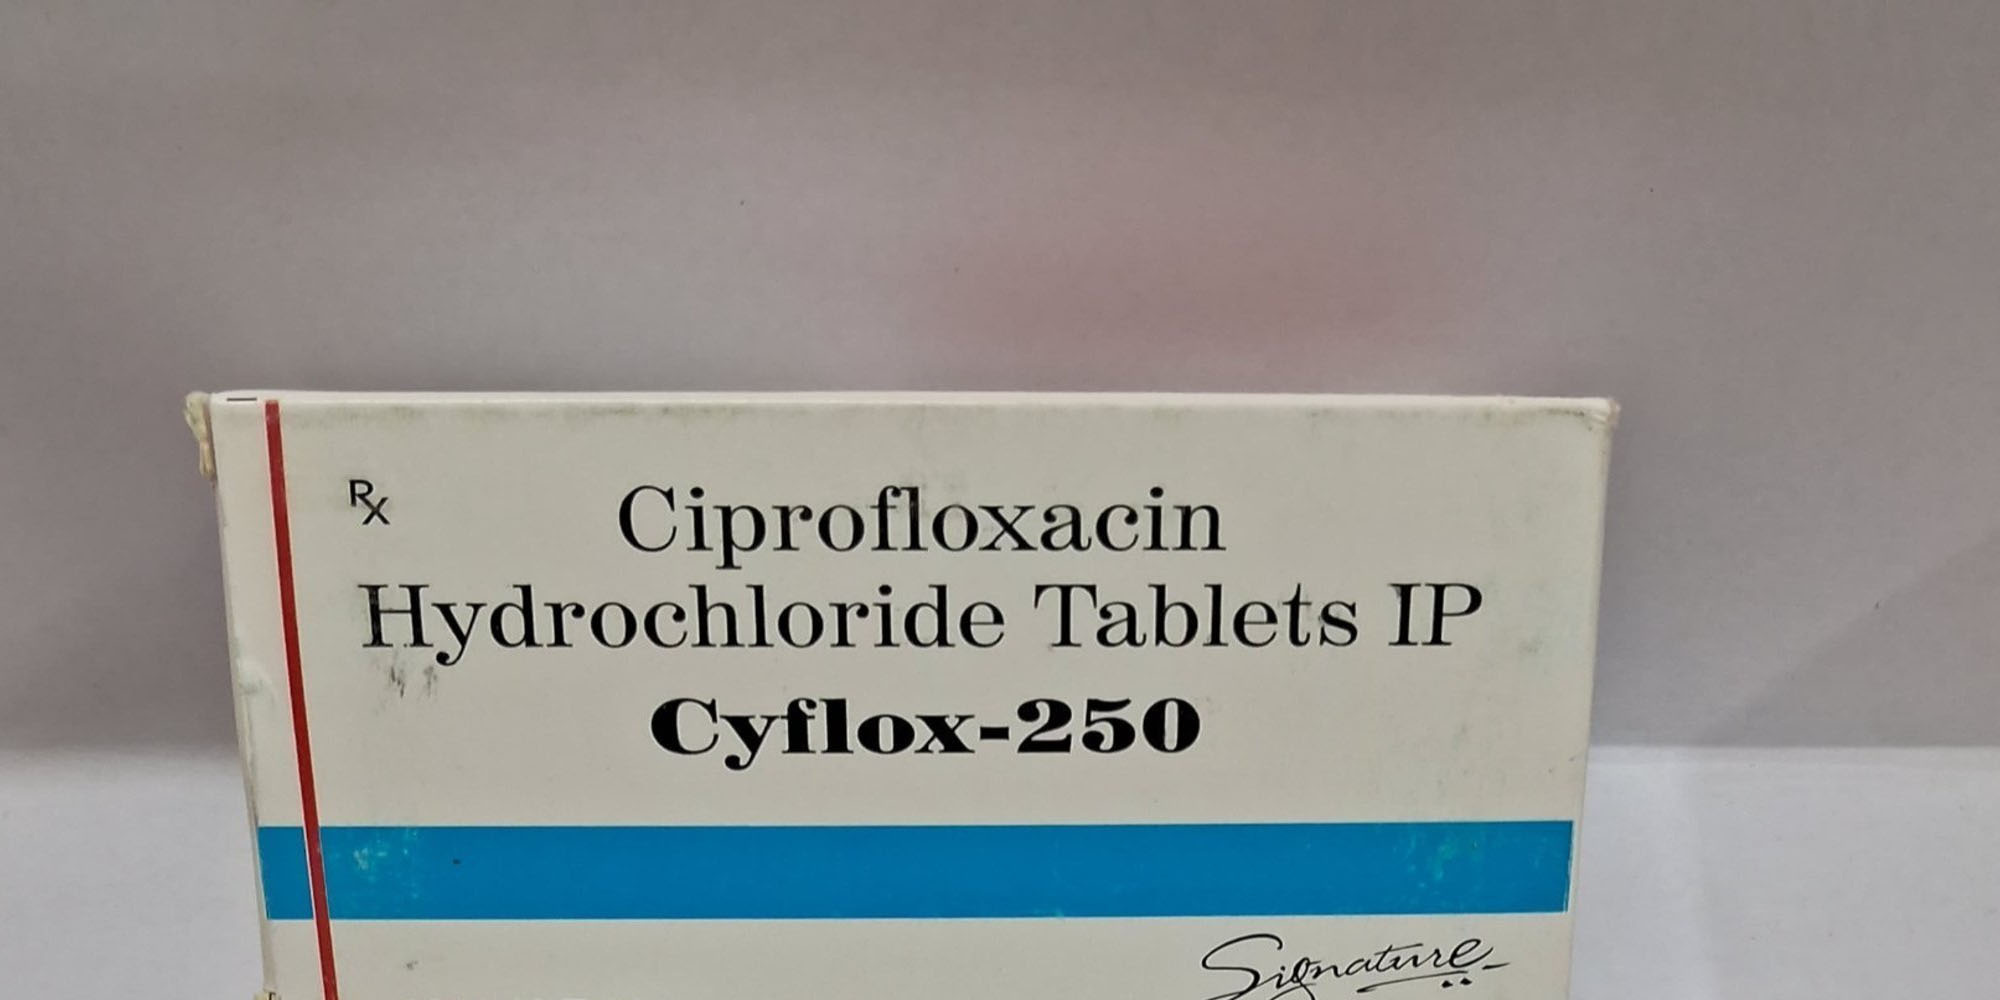 Rx
Ciprofloxacin
Hydrochloride Tablets IP
Cyflox-250
Signature